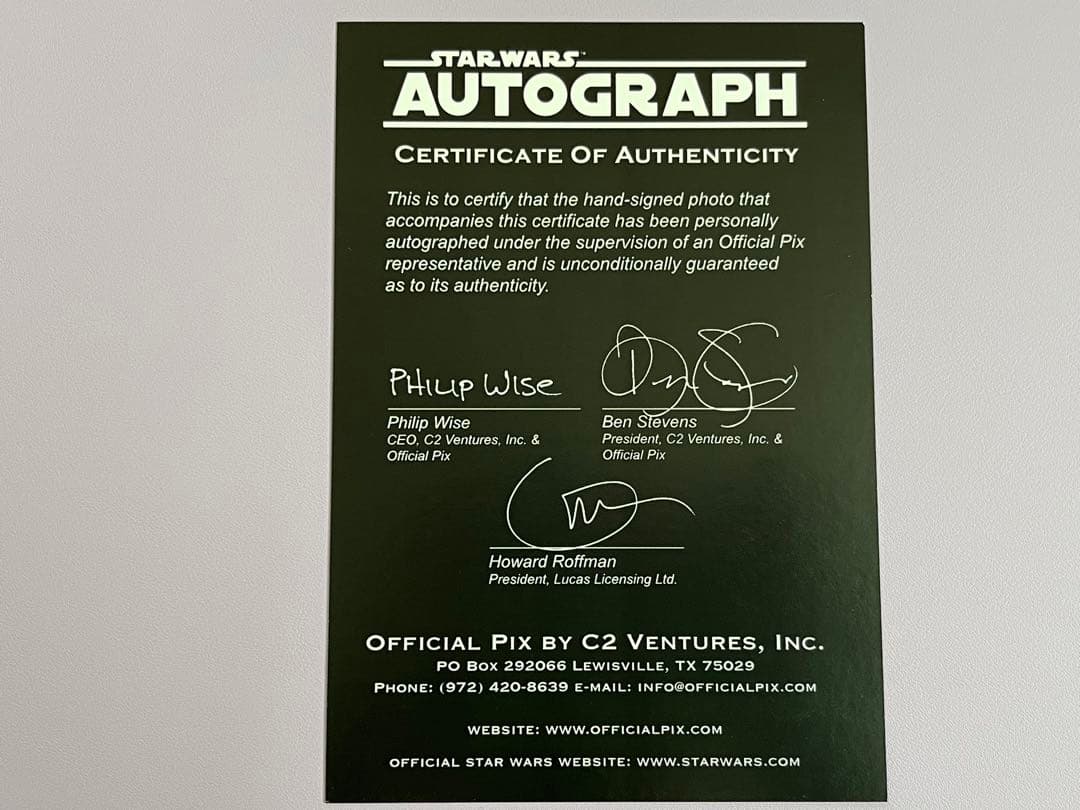 STAR WARS™
AUTOGRAPH
CERTIFICATE OF AUTHENTICITY
This is to certify that the hand-signed photo that
accompanies this certificate has been personally
autographed under the supervision of an Official Pix
representative and is unconditionally guaranteed
as to its authenticity.
PHILIP WISE
Philip Wise
CEO, C2 Ventures, Inc. &
Official Pix
Ben Stevens
President, C2 Ventures, Inc. &
Official Pix
Howard Roffman
President, Lucas Licensing Ltd.
OFFICIAL PIX BY C2 VENTURES, INC.
PO BOX 292066 LEWISVILLE, TX 75029
PHONE: (972) 420-8639 E-MAIL: INFO@OFFICIALPIX.COM
WEBSITE: WWW.OFFICIALPIX.COM
OFFICIAL STAR WARS WEBSITE: WWW.STARWARS.COM